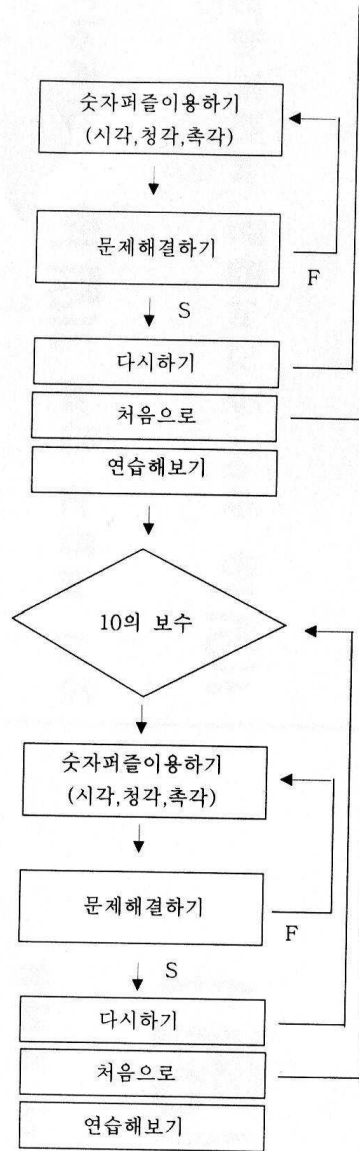 숫자퍼즐이용하기
(시각,청각,촉각)
문제해결하기
F
S
다시하기
처음으로
연습해보기
10의 보수
숫자퍼즐이용하기
(시각,청각,촉각)
문제해결하기
F
S
다시하기
처음으로
연습해보기